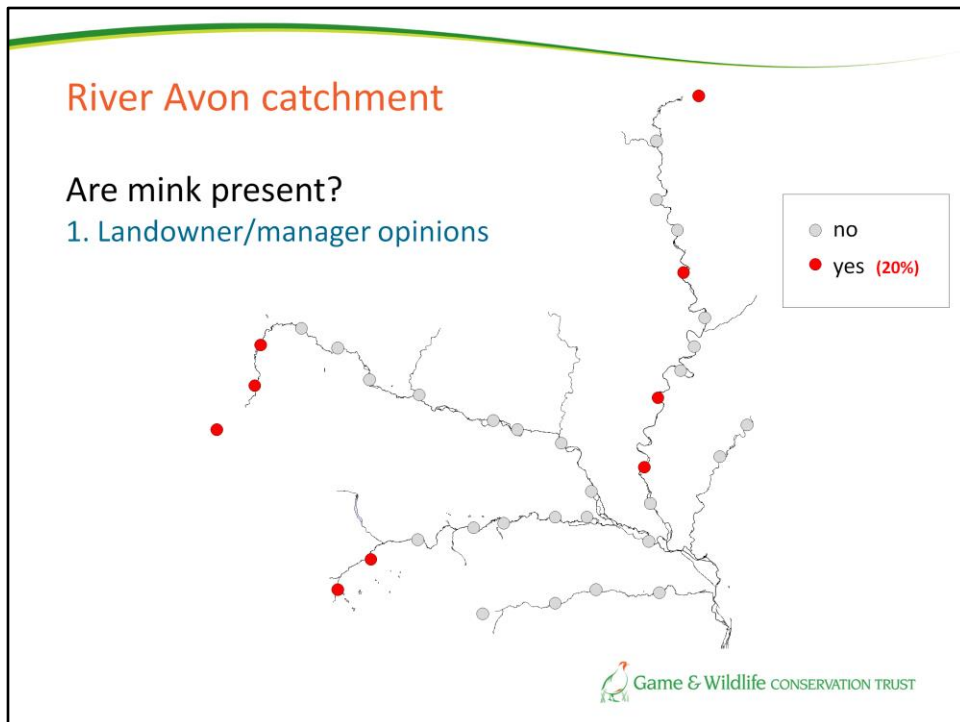 River Avon catchment
Are mink present?
1. Landowner/manager opinions
no
yes (20%)
Game & Wildlife CONSERVATION TRUST